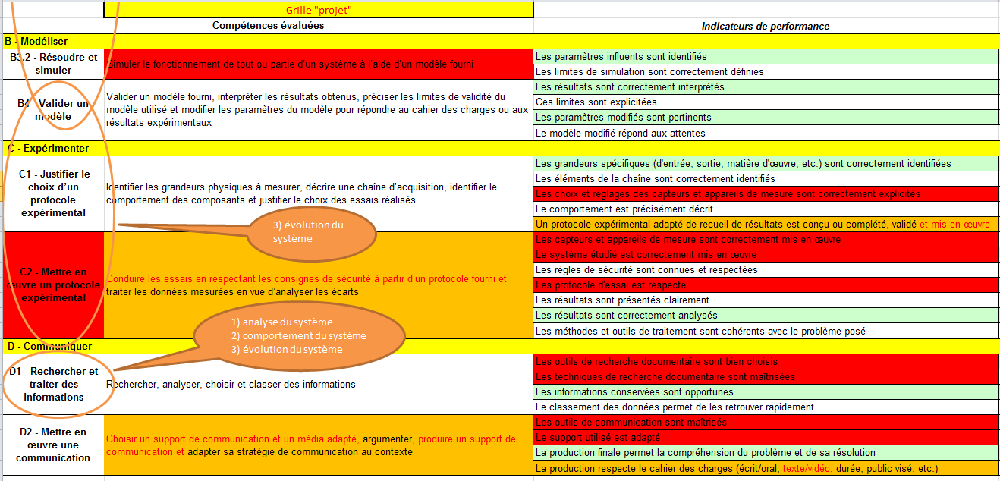 Grille "projet"
Compétences évaluées
Indicateurs de performance
B - Modéliser
B3.2 - Résoudre et
simuler
Simuler le fonctionnement de tout ou partie d'un système à l'aide d'un modèle fourni
Les paramètres influents sont identifiés
Les limites de simulation sont correctement définies
B4 - Valider un
modèle
Valider un modèle fourni, interpréter les résultats obtenus, préciser les limites de validité du
modèle utilisé et modifier les paramètres du modèle pour répondre au cahier des charges ou aux
résultats expérimentaux
Les résultats sont correctement interprétés
Ces limites sont explicitées
Les paramètres modifiés sont pertinents
Le modèle modifié répond aux attentes
C - Expérimenter
C1 - Justifier le
choix d'un
protocole
expérimental
Identifier les grandeurs physiques à mesurer, décrire une chaîne d'acquisition, identifier le
comportement des composants et justifier le choix des essais réalisés
Les grandeurs spécifiques (d'entrée, sortie, matière d'œuvre, etc.) sont correctement identifiées
Les éléments de la chaîne sont correctement identifiés
Les choix et réglages des capteurs et appareils de mesure sont correctement explicités
Le comportement est précisément décrit
Un protocole expérimental adapté de recueil de résultats est conçu ou complété, validé et mis en œuvre
3) évolution du
système
C2 - Mettre en
œuvre un protocole
expérimental
Conduire les essais en respectant les consignes de sécurité à partir d'un protocole fourni et
traiter les données mesurées en vue d'analyser les écarts
Les capteurs et appareils de mesure sont correctement mis en œuvre
Le système étudié est correctement mis en œuvre
Les règles de sécurité sont connues et respectées
Les protocole d'essai est respecté
Les résultats sont présentés clairement
Les résultats sont correctement analysés
Les méthodes et outils de traitement sont cohérents avec le problème posé
1) analyse du système
2) comportement du système
3) évolution du système
D - Communiquer
D1 - Rechercher et
traiter des
informations
Rechercher, analyser, choisir et classer des informations
Les outils de recherche documentaire sont bien choisis
Les techniques de recherche documentaire sont maîtrisées
Les informations conservées sont opportunes
Le classement des données permet de les retrouver rapidement
D2 - Mettre en
œuvre une
communication
Choisir un support de communication et un média adapté, argumenter, produire un support de
communication et adapter sa stratégie de communication au contexte
Les outils de communication sont maîtrisés
Le support utilisé est adapté
La production finale permet la compréhension du problème et de sa résolution
La production respecte le cahier des charges (écrit/oral, texte/vidéo, durée, public visé, etc.)